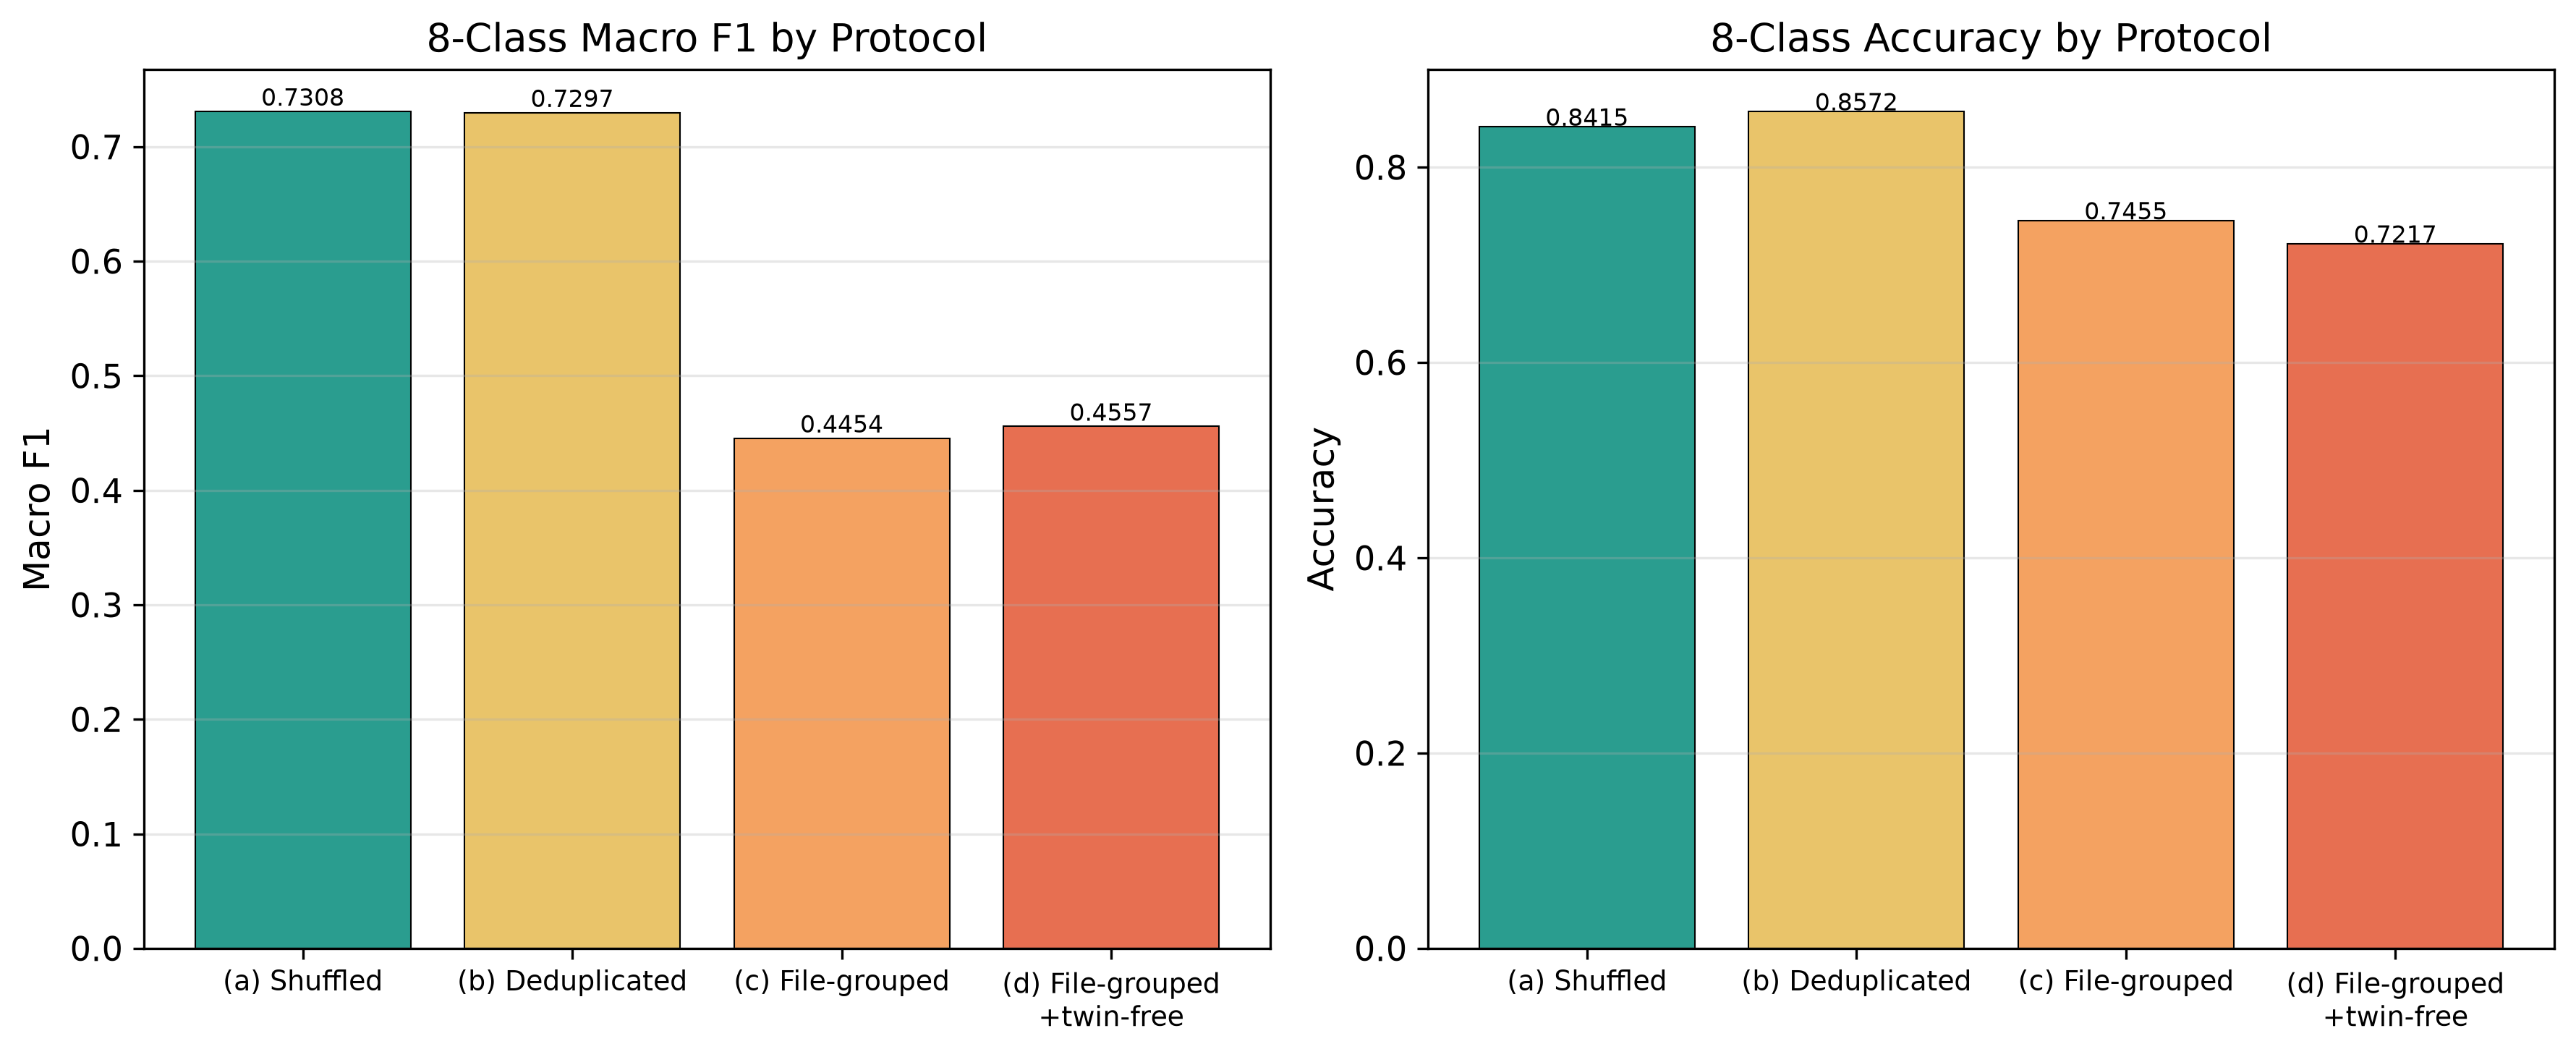 8-Class Macro F1 by Protocol
Macro F1
0.7
0.6
0.5
0.4
0.3
0.2
0.1
0.0
0.7308
0.7297
0.4454
0.4557
(a) Shuffled
(b) Deduplicated
(c) File-grouped
(d) File-grouped
+twin-free
8-Class Accuracy by Protocol
Accuracy
0.8
0.6
0.4
0.2
0.0
0.8415
0.8572
0.7455
0.7217
(a) Shuffled
(b) Deduplicated
(c) File-grouped
(d) File-grouped
+twin-free